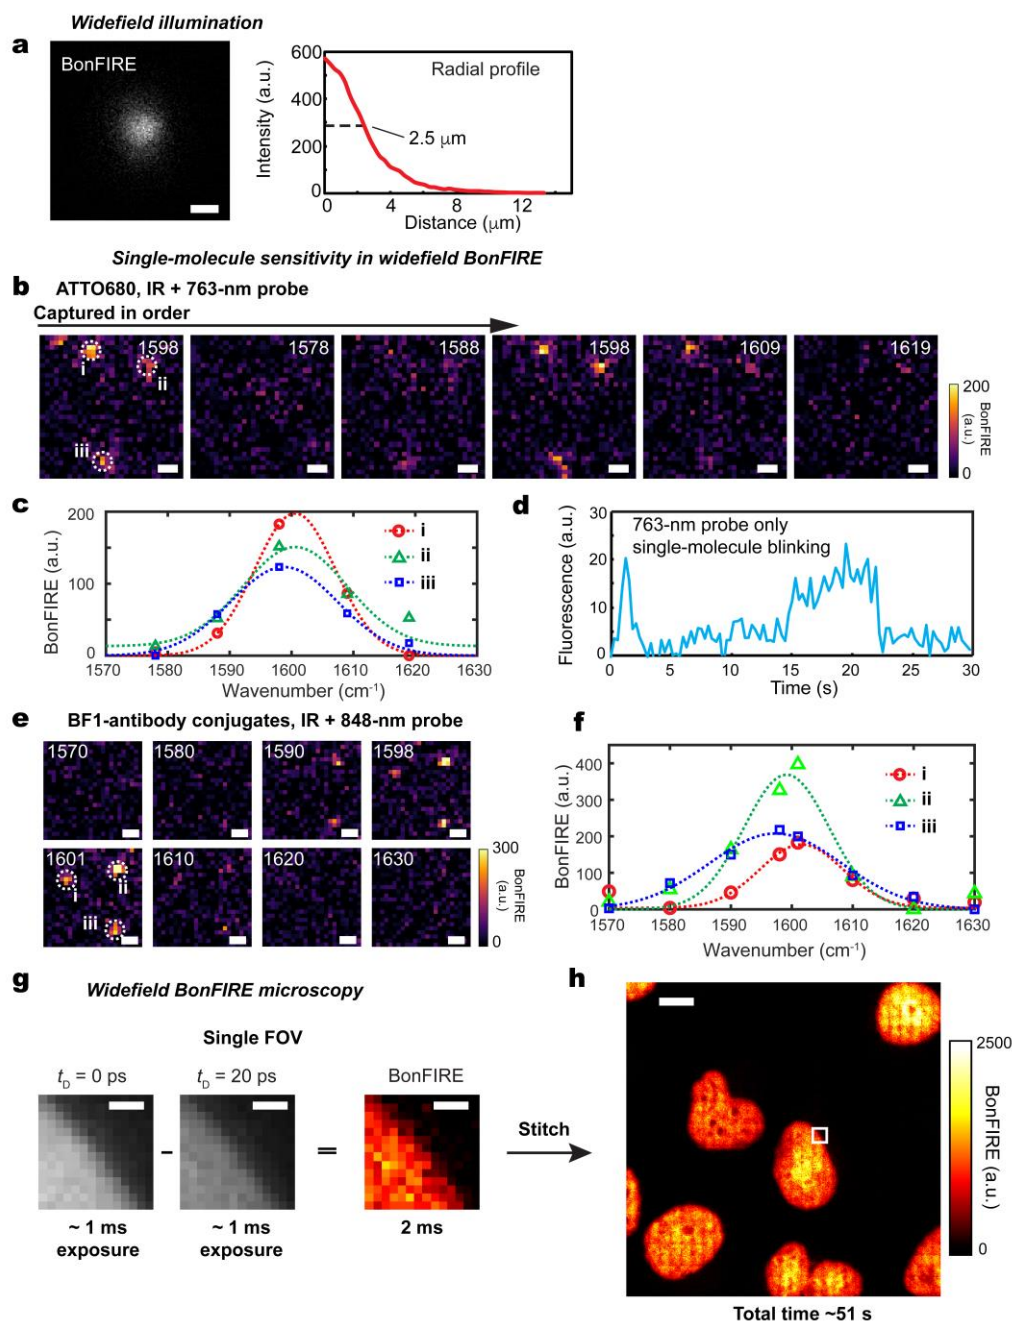 Widefield illumination
a
BonFIRE
Radial profile
Intensity (a.u.)
600
400
200
0
2.5 μm
0 4 8 12
Distance (μm)
Single-molecule sensitivity in widefield BonFIRE
b ATTO680, IR + 763-nm probe
Captured in order
1598 1578 1588 1598 1609 1619
i
ii
iii
200
0
BonFIRE
(a.u.)
c
BonFIRE (a.u.)
200
100
0
i
ii
iii
1570 1580 1590 1600 1610 1620 1630
Wavenumber (cm⁻¹)
d
Fluorescence (a.u.)
30
20
10
0
763-nm probe only
single-molecule blinking
0 5 10 15 20 25 30
Time (s)
e BF1-antibody conjugates, IR + 848-nm probe
1570 1580 1590 1598
1601 1610 1620 1630
i
ii
iii
300
0
BonFIRE
(a.u.)
f
BonFIRE (a.u.)
400
300
200
100
0
i
ii
iii
1570 1580 1590 1600 1610 1620 1630
Wavenumber (cm⁻¹)
g Widefield BonFIRE microscopy
Single FOV
t_D = 0 ps t_D = 20 ps BonFIRE
- =
~ 1 ms ~ 1 ms 2 ms
exposure exposure
Stitch
h
2500
0
BonFIRE (a.u.)
Total time ~51 s